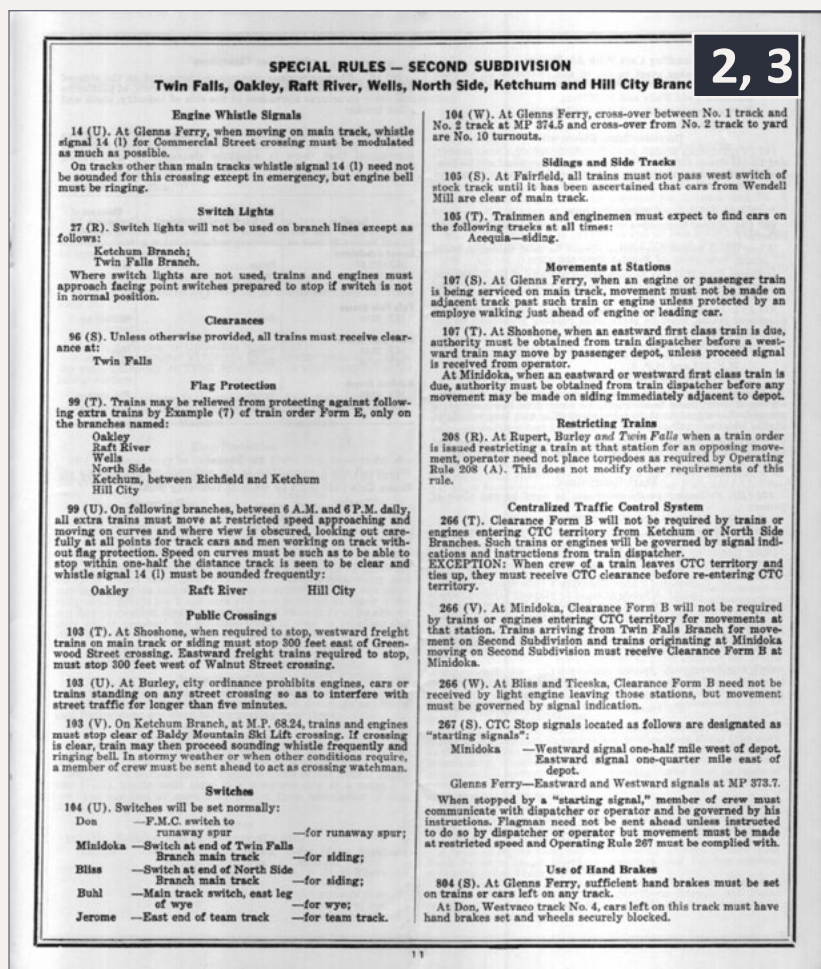 2, 3
SPECIAL RULES — SECOND SUBDIVISION
Twin Falls, Oakley, Raft River, Wells, North Side, Ketchum and Hill City Branc
Engine Whistle Signals
14 (U). At Glenns Ferry, when moving on main track, whistle
signal 14 (l) for Commercial Street crossing must be modulated
as much as possible.
On tracks other than main tracks whistle signal 14 (l) need not
be sounded for this crossing except in emergency, but engine bell
must be ringing.
Switch Lights
27 (R). Switch lights will not be used on branch lines except as
follows:
Ketchum Branch;
Twin Falls Branch.
Where switch lights are not used, trains and engines must
approach facing point switches prepared to stop if switch is not
in normal position.
Clearances
96 (S). Unless otherwise provided, all trains must receive clear-
ance at:
Twin Falls
Flag Protection
99 (T). Trains may be relieved from protecting against follow-
ing extra trains by Example (7) of train order Form E, only on
the branches named:
Oakley
Raft River
Wells
North Side
Ketchum, between Richfield and Ketchum
Hill City
99 (U). On following branches, between 6 A.M. and 6 P.M. daily,
all extra trains must move at restricted speed approaching and
moving on curves and where view is obscured, looking out care-
fully at all points for track cars and men working on track with-
out flag protection. Speed on curves must be such as to be able to
stop within one-half the distance track is seen to be clear and
whistle signal 14 (l) must be sounded frequently:
Oakley Raft River Hill City
Public Crossings
103 (T). At Shoshone, when required to stop, westward freight
trains on main track or siding must stop 300 feet east of Green-
wood Street crossing. Eastward freight trains required to stop,
must stop 300 feet west of Walnut Street crossing.
103 (U). At Burley, city ordinance prohibits engines, cars or
trains standing on any street crossing so as to interfere with
street traffic for longer than five minutes.
103 (V). On Ketchum Branch, at M.P. 68.24, trains and engines
must stop clear of Baldy Mountain Ski Lift crossing. If crossing
is clear, train may then proceed sounding whistle frequently and
ringing bell. In stormy weather or when other conditions require,
a member of crew must be sent ahead to act as crossing watchman.
Switches
104 (U). Switches will be set normally:
Don —F.M.C. switch to
runaway spur —for runaway spur;
Minidoka —Switch at end of Twin Falls
Branch main track —for siding;
Bliss —Switch at end of North Side
Branch main track —for siding;
Buhl —Main track switch, east leg
of wye —for wye;
Jerome —East end of team track —for team track.
104 (W). At Glenns Ferry, cross-over between No. 1 track and
No. 2 track at MP 374.5 and cross-over from No. 2 track to yard
are No. 10 turnouts.
Sidings and Side Tracks
105 (S). At Fairfield, all trains must not pass west switch of
stock track until it has been ascertained that cars from Wendell
Mill are clear of main track.
105 (T). Trainmen and enginemen must expect to find cars on
the following tracks at all times:
Acequia—siding.
Movements at Stations
107 (S). At Glenns Ferry, when an engine or passenger train
is being serviced on main track, movement must not be made on
adjacent track past such train or engine unless protected by an
employe walking just ahead of engine or leading car.
107 (T). At Shoshone, when an eastward first class train is due,
authority must be obtained from train dispatcher before a west-
ward train may move by passenger depot, unless proceed signal
is received from operator.
At Minidoka, when an eastward or westward first class train is
due, authority must be obtained from train dispatcher before any
movement may be made on siding immediately adjacent to depot.
Restricting Trains
208 (R). At Rupert, Burley and Twin Falls when a train order
is issued restricting a train at that station for an opposing move-
ment, operator need not place torpedoes as required by Operating
Rule 208 (A). This does not modify other requirements of this
rule.
Centralized Traffic Control System
266 (T). Clearance Form B will not be required by trains or
engines entering CTC territory from Ketchum or North Side
Branches. Such trains or engines will be governed by signal indi-
cations and instructions from train dispatcher.
EXCEPTION: When crew of a train leaves CTC territory and
ties up, they must receive CTC clearance before re-entering CTC
territory.
266 (V). At Minidoka, Clearance Form B will not be required
by trains or engines entering CTC territory for movements at
that station. Trains arriving from Twin Falls Branch for move-
ment on Second Subdivision and trains originating at Minidoka
moving on Second Subdivision must receive Clearance Form B at
Minidoka.
266 (W). At Bliss and Ticeska, Clearance Form B need not be
received by light engine leaving those stations, but movement
must be governed by signal indication.
267 (S). CTC Stop signals located as follows are designated as
"starting signals":
Minidoka —Westward signal one-half mile west of depot.
Eastward signal one-quarter mile east of
depot.
Glenns Ferry—Eastward and Westward signals at MP 373.7.
When stopped by a "starting signal," member of crew must
communicate with dispatcher or operator and be governed by his
instructions. Flagman need not be sent ahead unless instructed
to do so by dispatcher or operator but movement must be made
at restricted speed and Operating Rule 267 must be complied with.
Use of Hand Brakes
804 (S). At Glenns Ferry, sufficient hand brakes must be set
on trains or cars left on any track.
At Don, Westvaco track No. 4, cars left on this track must have
hand brakes set and wheels securely blocked.
11